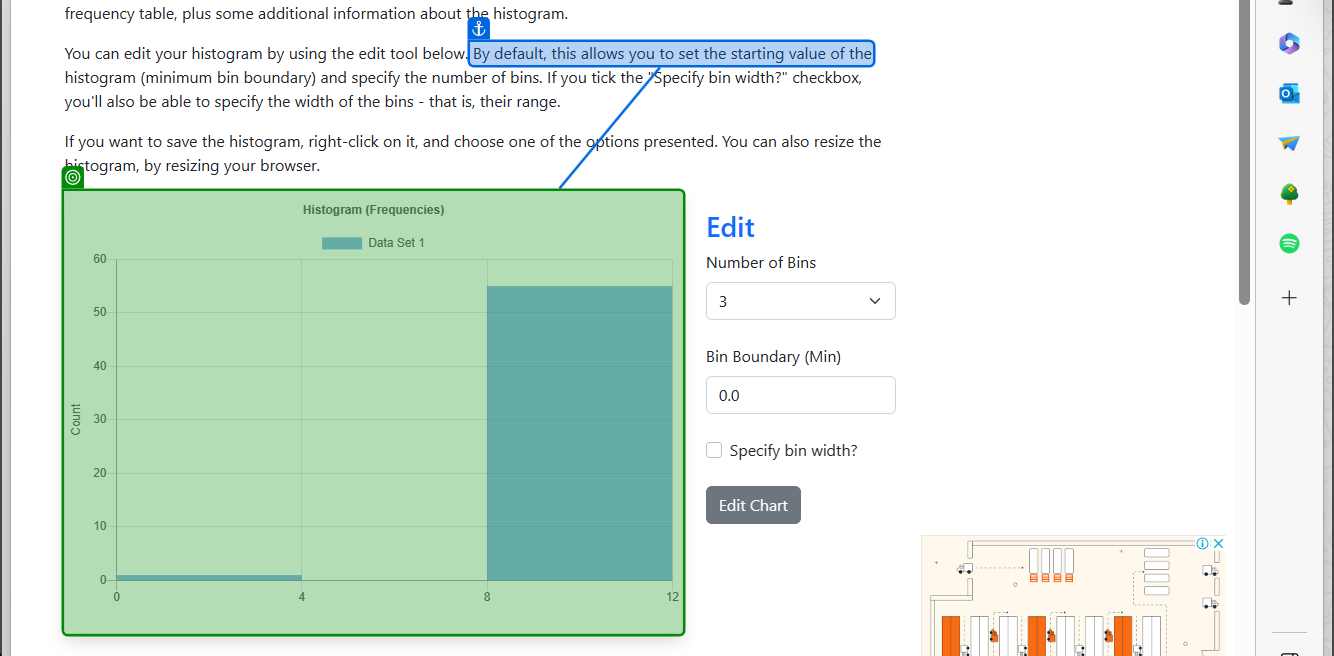 frequency table, plus some additional information about the histogram.
You can edit your histogram by using the edit tool below. By default, this allows you to set the starting value of the
histogram (minimum bin boundary) and specify the number of bins. If you tick the "Specify bin width?" checkbox,
you'll also be able to specify the width of the bins - that is, their range.
If you want to save the histogram, right-click on it, and choose one of the options presented. You can also resize the
histogram, by resizing your browser.
Histogram (Frequencies)
Data Set 1
60
50
40
30
20
10
0
Count
0 4 8 12
Edit
Number of Bins
3
Bin Boundary (Min)
0.0
Specify bin width?
Edit Chart